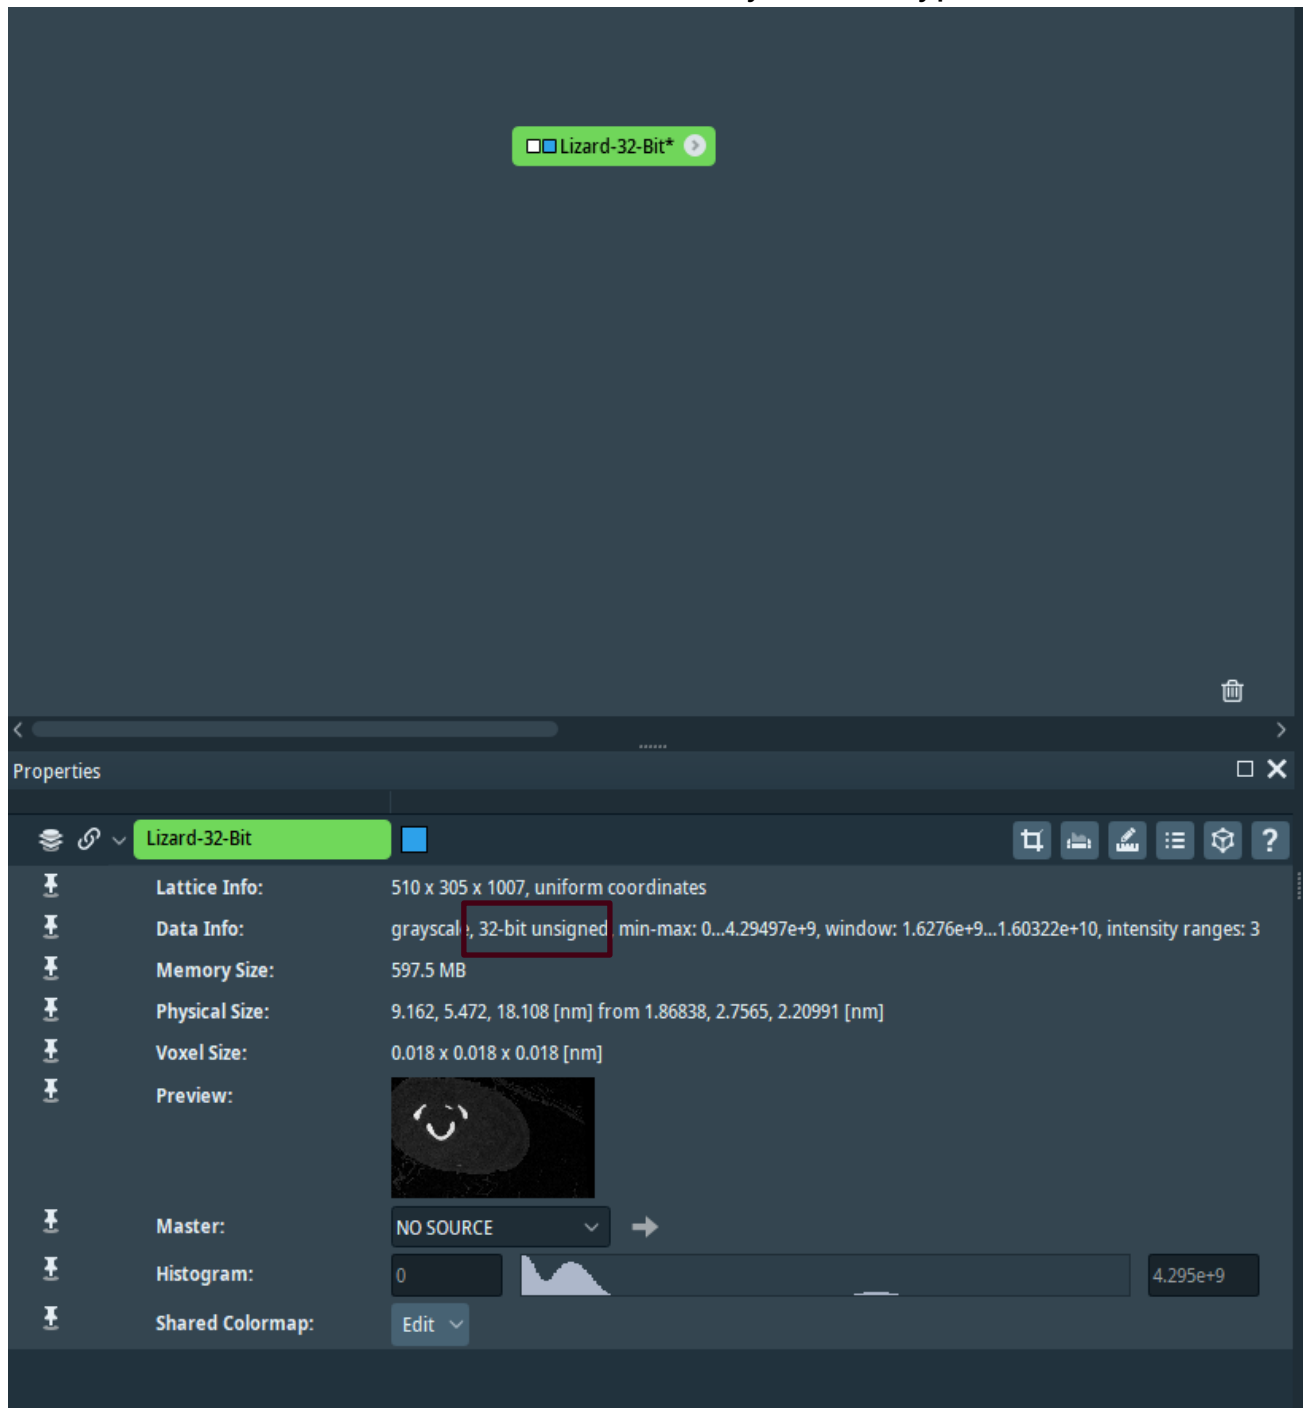 Lizard-32-Bit*
Properties
Lizard-32-Bit
?
Lattice Info: 510 x 305 x 1007, uniform coordinates
Data Info: grayscale, 32-bit unsigned, min-max: 0...4.29497e+9, window: 1.6276e+9...1.60322e+10, intensity ranges: 3
Memory Size: 597.5 MB
Physical Size: 9.162, 5.472, 18.108 [nm] from 1.86838, 2.7565, 2.20991 [nm]
Voxel Size: 0.018 x 0.018 x 0.018 [nm]
Preview:
Master: NO SOURCE
Histogram: 0 4.295e+9
Shared Colormap: Edit